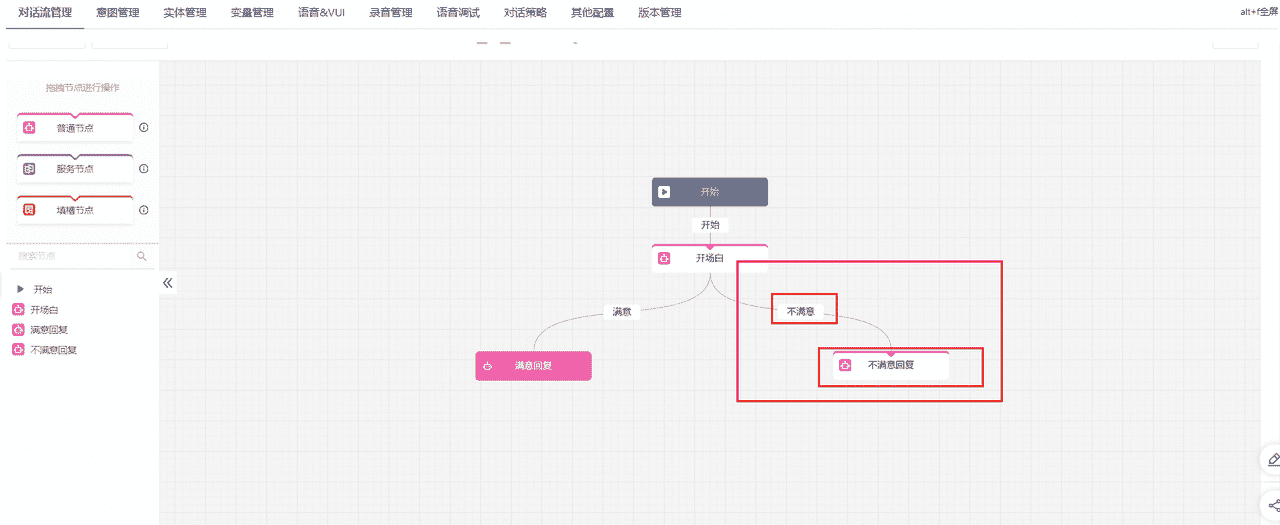 对话流管理 意图管理 实体管理 变量管理 语音&VUI 录音管理 语音调试 对话策略 其他配置 版本管理 alt+f全屏
拖拽节点进行操作
普通节点
服务节点
填槽节点
搜索节点
开始
开场白
满意回复
不满意回复
开始
开始
开场白
满意 不满意
满意回复 不满意回复